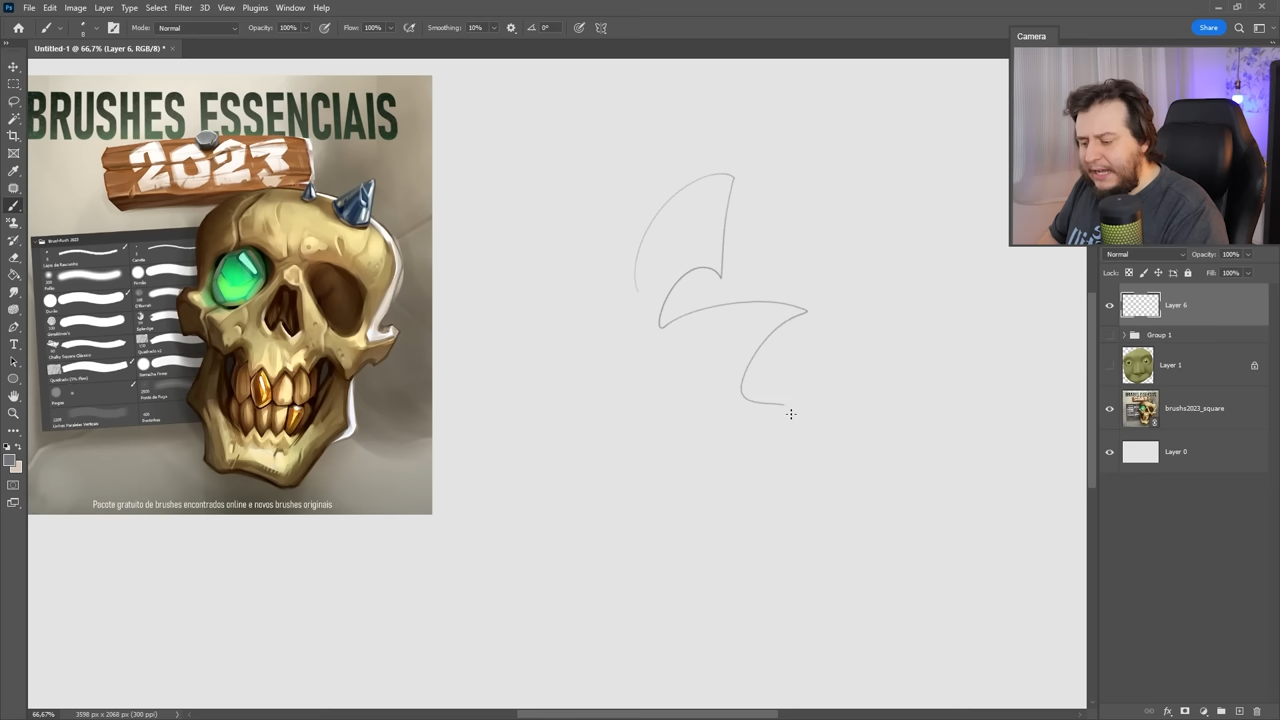 File Edit Image Layer Type Select Filter 3D View Plugins Window Help
Mode: Normal Opacity: 100% Flow: 100% Smoothing: 10% 0° Share
8
Untitled-1 @ 66,7% (Layer 6, RGB/8) *
Camera
BRUSHES ESSENCIAIS
2023
Pacote gratuito de brushes encontrados online e novos brushes originais
Normal Opacity: 100%
Lock: Fill: 100%
Layer 6
Group 1
Layer 1
brushs2023_square
Layer 0
66,67% 3598 px x 2068 px (300 ppi)